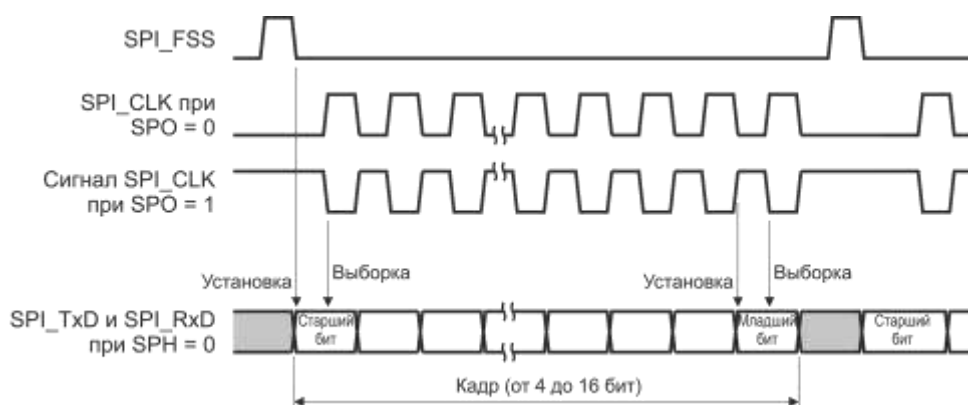 SPI_FSS
SPI_CLK при
SPO = 0
Сигнал SPI_CLK
при SPO = 1
Установка
Выборка
Установка
Выборка
SPI_TxD и SPI_RxD
при SPH = 0
Старший
бит
Младший
бит
Старший
бит
Кадр (от 4 до 16 бит)